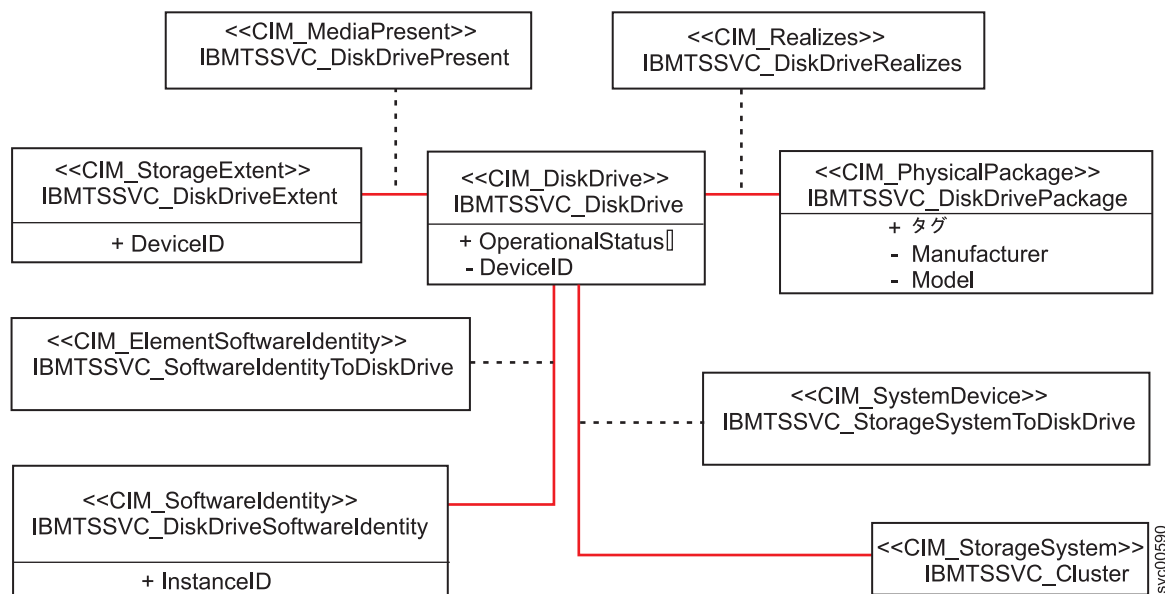 <<CIM_MediaPresent>>
IBMTSSVC_DiskDrivePresent
<<CIM_Realizes>>
IBMTSSVC_DiskDriveRealizes
<<CIM_StorageExtent>>
IBMTSSVC_DiskDriveExtent
+ DeviceID
<<CIM_DiskDrive>>
IBMTSSVC_DiskDrive
+ OperationalStatus[]
- DeviceID
<<CIM_PhysicalPackage>>
IBMTSSVC_DiskDrivePackage
+ タグ
- Manufacturer
- Model
<<CIM_ElementSoftwareIdentity>>
IBMTSSVC_SoftwareIdentityToDiskDrive
<<CIM_SystemDevice>>
IBMTSSVC_StorageSystemToDiskDrive
<<CIM_SoftwareIdentity>>
IBMTSSVC_DiskDriveSoftwareIdentity
+ InstanceID
<<CIM_StorageSystem>>
IBMTSSVC_Cluster
svc00590